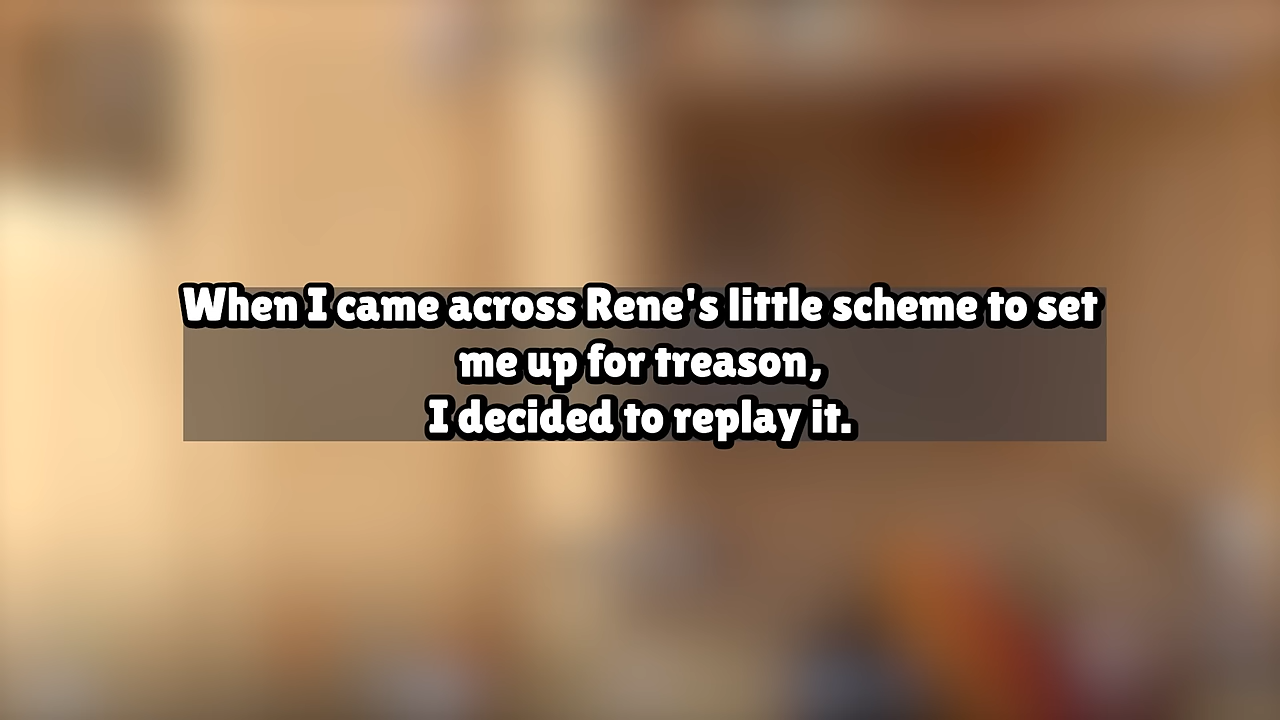 When I came across Rene's little scheme to set
me up for treason,
I decided to replay it.